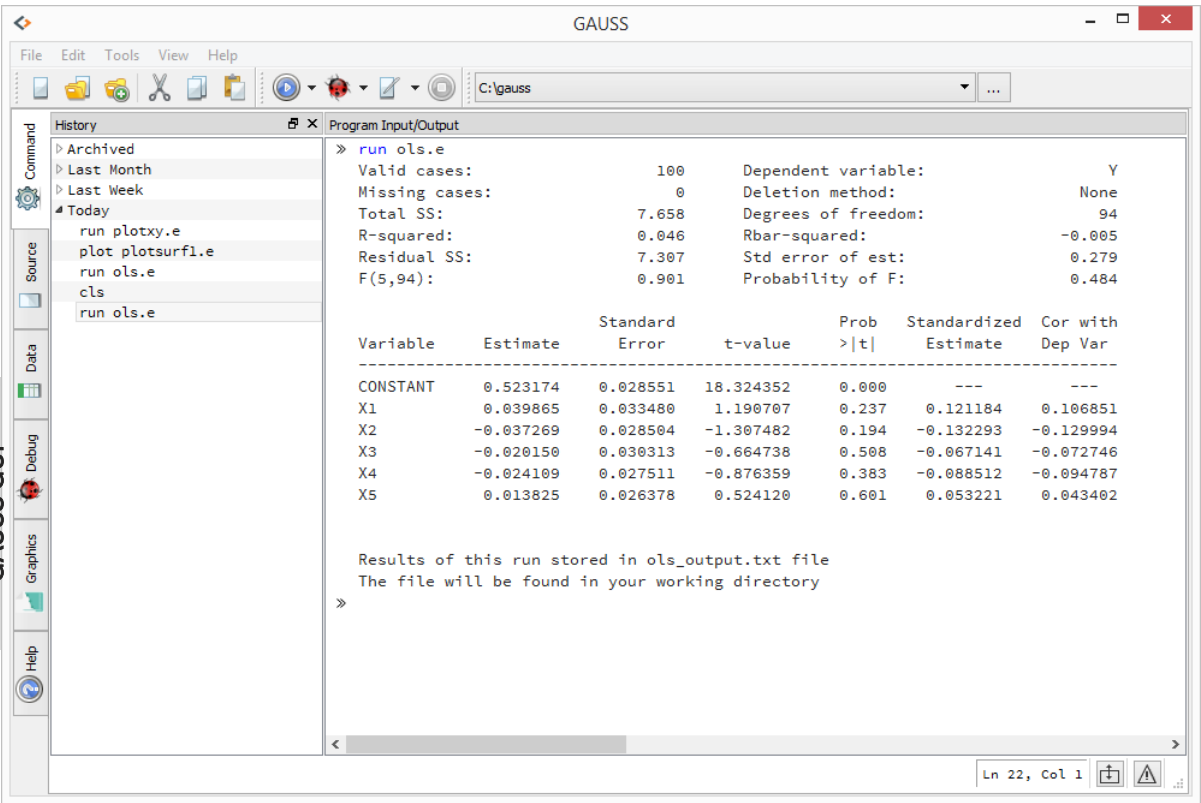 GAUSS
File Edit Tools View Help
C:\gauss
...
Command
Source
Data
Debug
Graphics
Help
History
Archived
Last Month
Last Week
Today
run plotxy.e
plot plotsurf1.e
run ols.e
cls
run ols.e
Program Input/Output
» run ols.e
Valid cases: 100 Dependent variable: Y
Missing cases: 0 Deletion method: None
Total SS: 7.658 Degrees of freedom: 94
R-squared: 0.046 Rbar-squared: -0.005
Residual SS: 7.307 Std error of est: 0.279
F(5,94): 0.901 Probability of F: 0.484
Standard Prob Standardized Cor with
Variable Estimate Error t-value >|t| Estimate Dep Var
-------------------------------------------------------------------------------
CONSTANT 0.523174 0.028551 18.324352 0.000 --- ---
X1 0.039865 0.033480 1.190707 0.237 0.121184 0.106851
X2 -0.037269 0.028504 -1.307482 0.194 -0.132293 -0.129994
X3 -0.020150 0.030313 -0.664738 0.508 -0.067141 -0.072746
X4 -0.024109 0.027511 -0.876359 0.383 -0.088512 -0.094787
X5 0.013825 0.026378 0.524120 0.601 0.053221 0.043402
Results of this run stored in ols_output.txt file
The file will be found in your working directory
»
Ln 22, Col 1